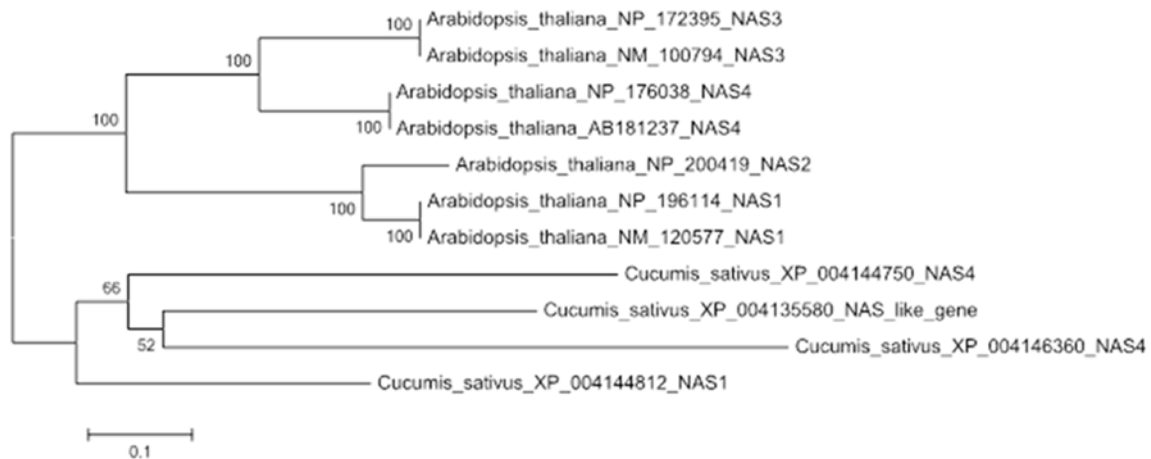 100
Arabidopsis_thaliana_NP_172395_NAS3
Arabidopsis_thaliana_NM_100794_NAS3
100
Arabidopsis_thaliana_NP_176038_NAS4
100
Arabidopsis_thaliana_AB181237_NAS4
100
Arabidopsis_thaliana_NP_200419_NAS2
Arabidopsis_thaliana_NP_196114_NAS1
100
100
Arabidopsis_thaliana_NM_120577_NAS1
Cucumis_sativus_XP_004144750_NAS4
66
Cucumis_sativus_XP_004135580_NAS_like_gene
52
Cucumis_sativus_XP_004146360_NAS4
Cucumis_sativus_XP_004144812_NAS1
0.1